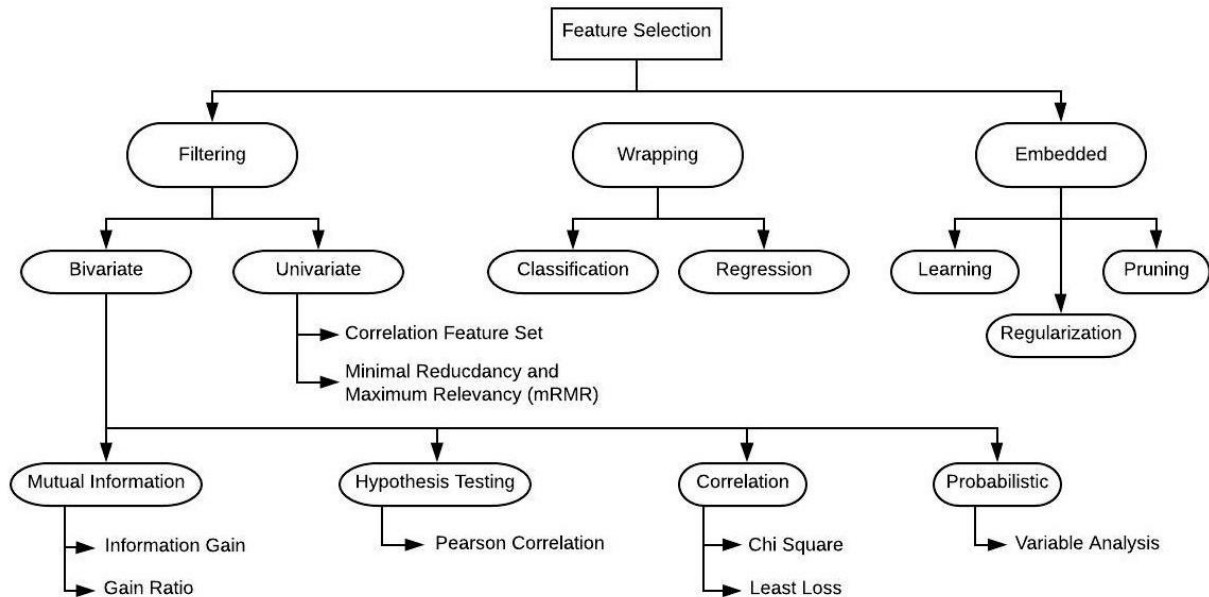 Feature Selection
Filtering
Wrapping
Embedded
Bivariate
Univariate
Classification
Regression
Learning
Pruning
Regularization
Correlation Feature Set
Minimal Reducdancy and
Maximum Relevancy (mRMR)
Mutual Information
Hypothesis Testing
Correlation
Probabilistic
Information Gain
Pearson Correlation
Chi Square
Variable Analysis
Gain Ratio
Least Loss